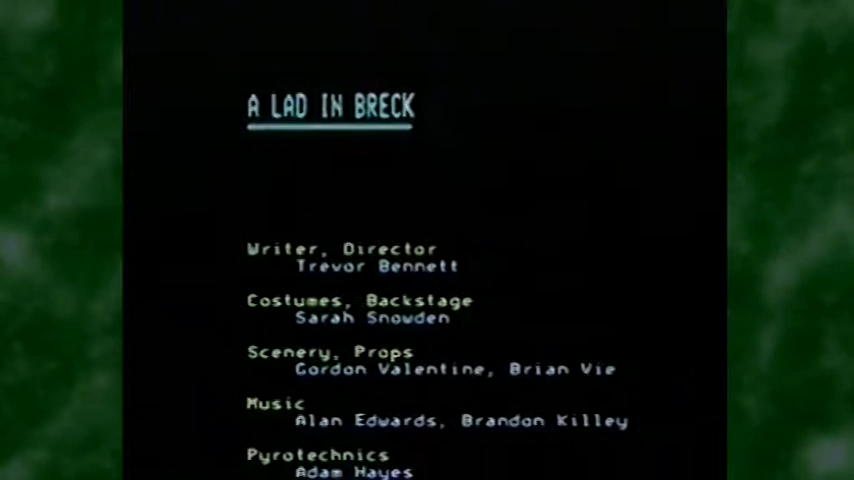 A LAD IN BRECK
Writer, Director
Trevor Bennett
Costumes, Backstage
Sarah Snowden
Scenery, Props
Gordon Valentine, Brian Vie
Music
Alan Edwards, Brandon Killey
Pyrotechnics
Adam Hayes